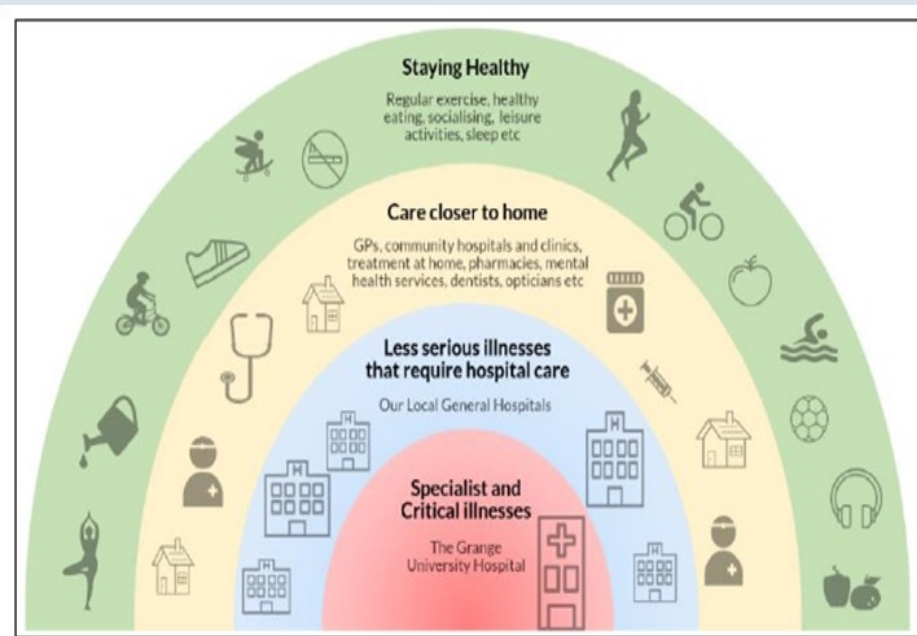 Staying Healthy
Regular exercise, healthy
eating, socialising, leisure
activities, sleep etc
Care closer to home
GPs, community hospitals and clinics,
treatment at home, pharmacies, mental
health services, dentists, opticians etc
Less serious illnesses
that require hospital care
Our Local General Hospitals
Specialist and
Critical illnesses
The Grange
University Hospital